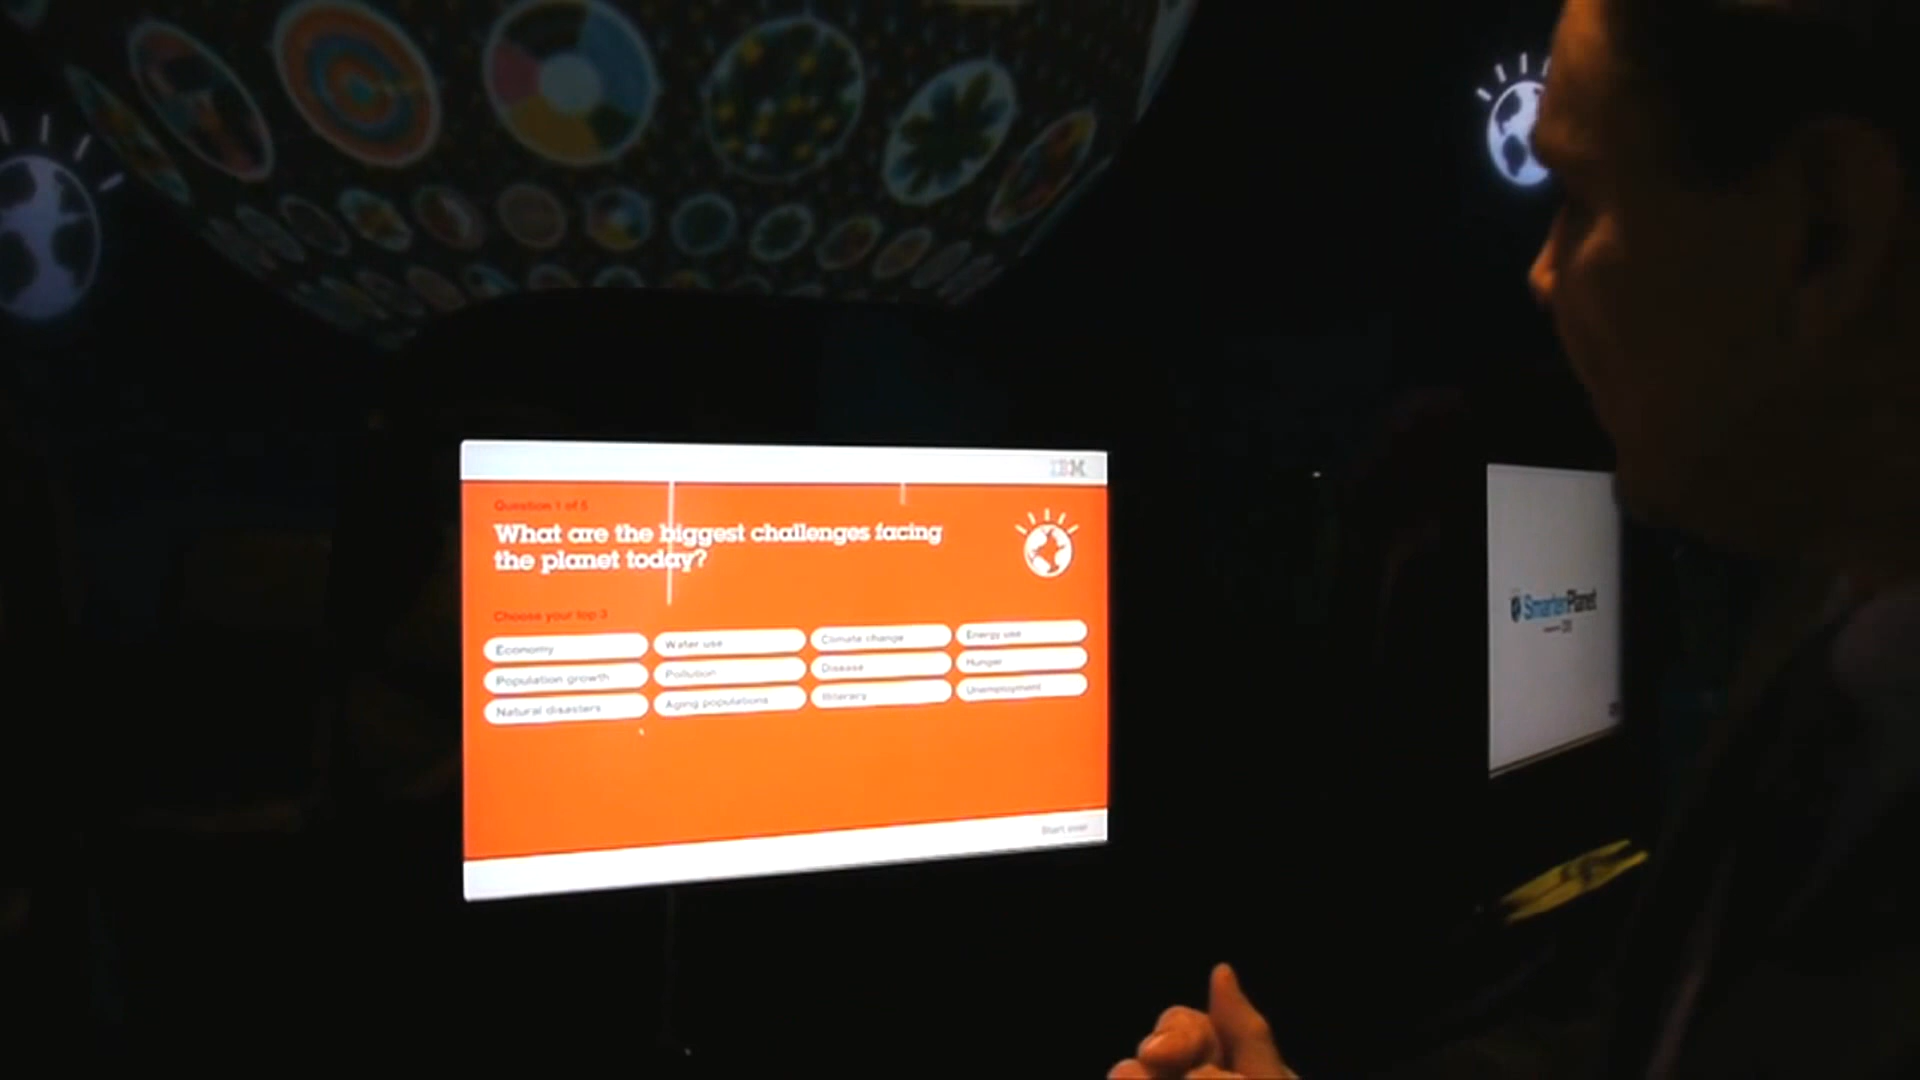 IBM
Question 1 of 5
What are the biggest challenges facing
the planet today?
Choose your top 3
Economy
Water use
Climate change
Energy use
Population growth
Pollution
Disease
Hunger
Natural disasters
Aging populations
Illiteracy
Unemployment
Start over
SmarterPlanet